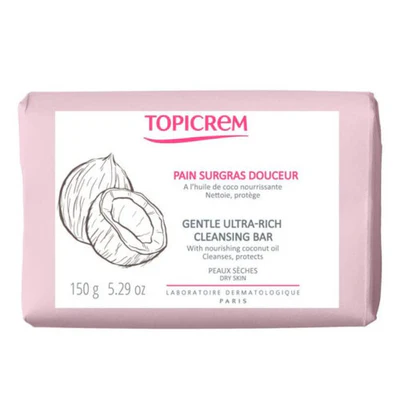 TOPICREM
PAIN SURGRAS DOUCEUR
A l'huile de coco nourrissante
Nettoie, protège
GENTLE ULTRA-RICH
CLEANSING BAR
With nourishing coconut oil
Cleanses, protects
PEAUX SÈCHES
DRY SKIN
150 g 5.29 oz
LABORATOIRE DERMATOLOGIQUE
PARIS